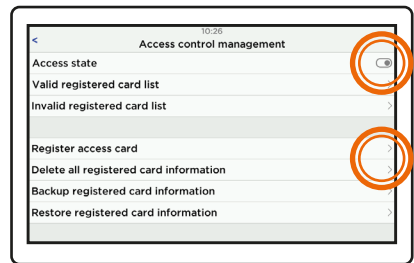 10:26
< Access control management
Access state
Valid registered card list >
Invalid registered card list >
Register access card >
Delete all registered card information >
Backup registered card information >
Restore registered card information >